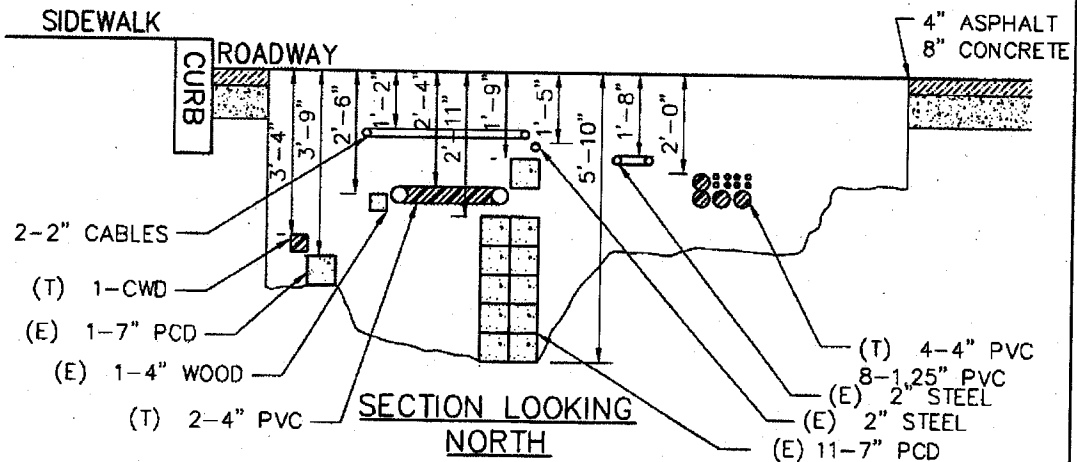 SIDEWALK
CURB
ROADWAY
4" ASPHALT
8" CONCRETE
3'-4"
3'-9"
2'-6"
1'-2"
2'-4"
2'-11"
1'-9"
1'-5"
5'-10"
1'-8"
2'-0"
2-2" CABLES
(T) 1-CWD
(E) 1-7" PCD
(E) 1-4" WOOD
(T) 2-4" PVC
SECTION LOOKING
NORTH
(T) 4-4" PVC
8-1,25" PVC
(E) 2" STEEL
(E) 2" STEEL
(E) 11-7" PCD